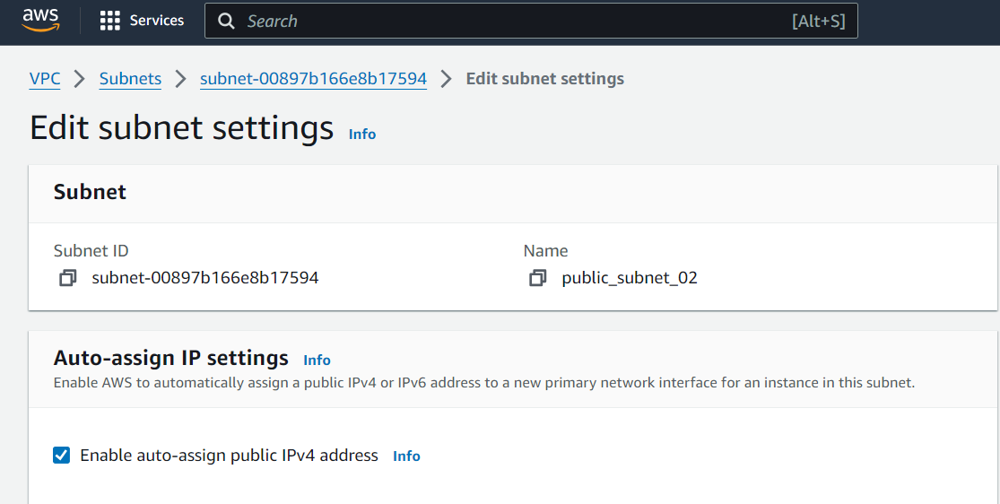 aws Services Search [Alt+S]
VPC Subnets subnet-00897b166e8b17594 Edit subnet settings
Edit subnet settings Info
Subnet
Subnet ID Name
subnet-00897b166e8b17594 public_subnet_02
Auto-assign IP settings Info
Enable AWS to automatically assign a public IPv4 or IPv6 address to a new primary network interface for an instance in this subnet.
Enable auto-assign public IPv4 address Info